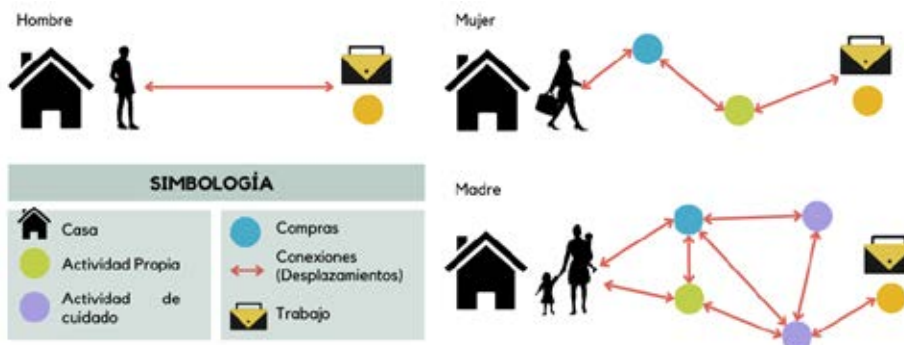 Hombre
Mujer
SIMBOLOGÍA
Casa
Actividad Propia
Actividad de
cuidado
Compras
Conexiones
(Desplazamientos)
Trabajo
Madre